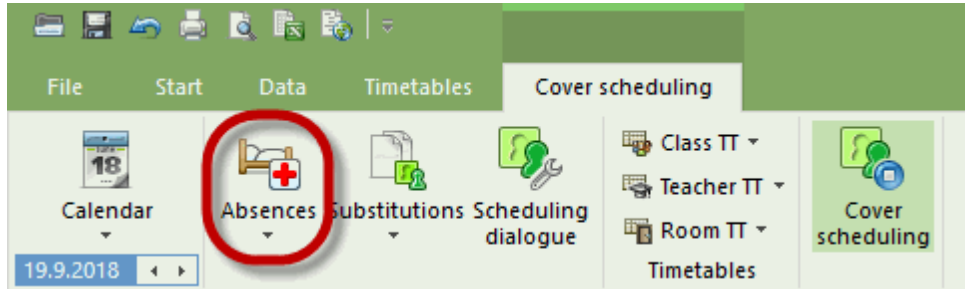 File Start Data Timetables Cover scheduling
18
Calendar
19.9.2018
Absences
Substitutions
Scheduling
dialogue
Class TT
Teacher TT
Room TT
Timetables
Cover
scheduling